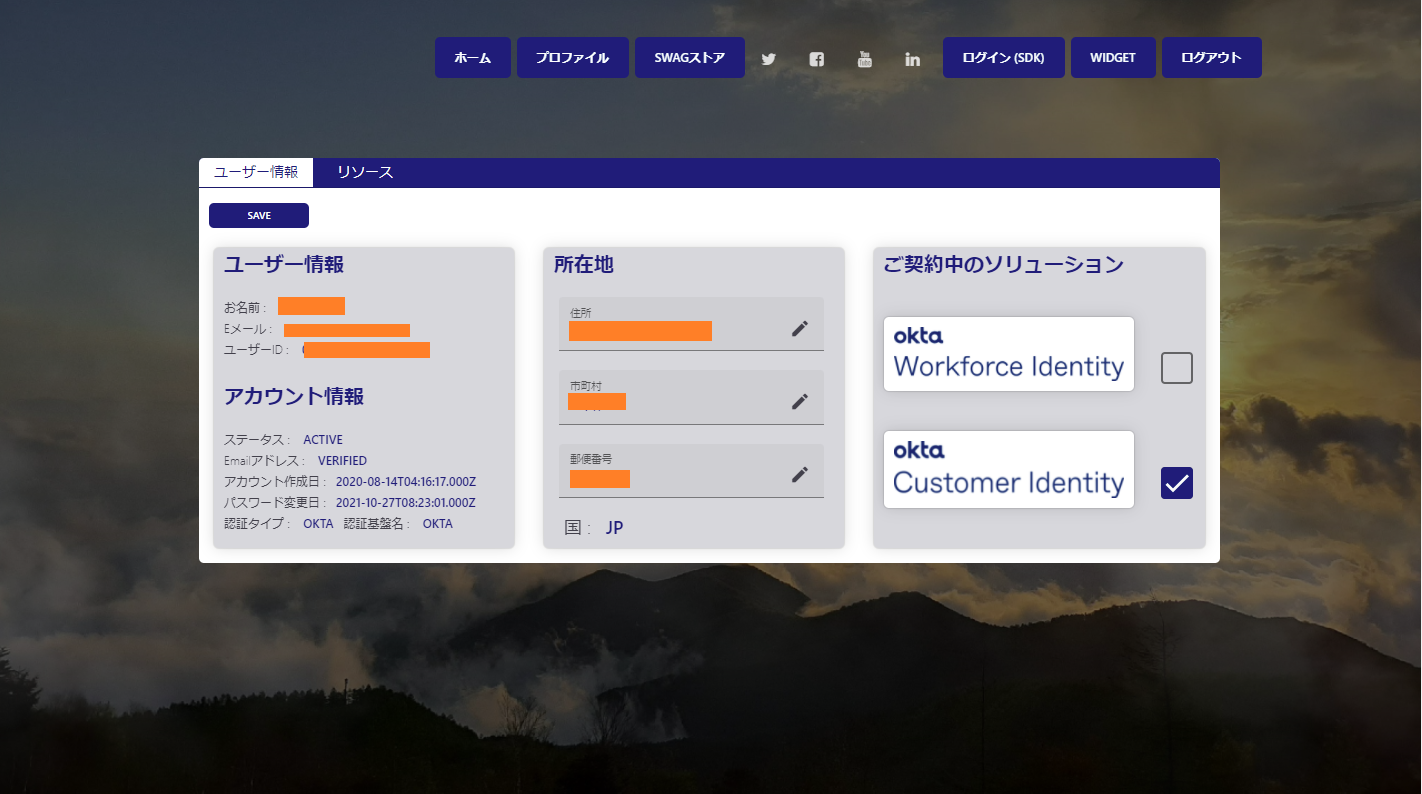 ホーム プロファイル SWAGストア You Tube in ログイン (SDK) WIDGET ログアウト
ユーザー情報 リソース
SAVE
ユーザー情報
お名前 :
Eメール :
ユーザーID :
アカウント情報
ステータス : ACTIVE
Emailアドレス : VERIFIED
アカウント作成日 : 2020-08-14T04:16:17.000Z
パスワード変更日 : 2021-10-27T08:23:01.000Z
認証タイプ : OKTA 認証基盤名 : OKTA
所在地
住所
市町村
郵便番号
国 : JP
ご契約中のソリューション
okta
Workforce Identity
okta
Customer Identity